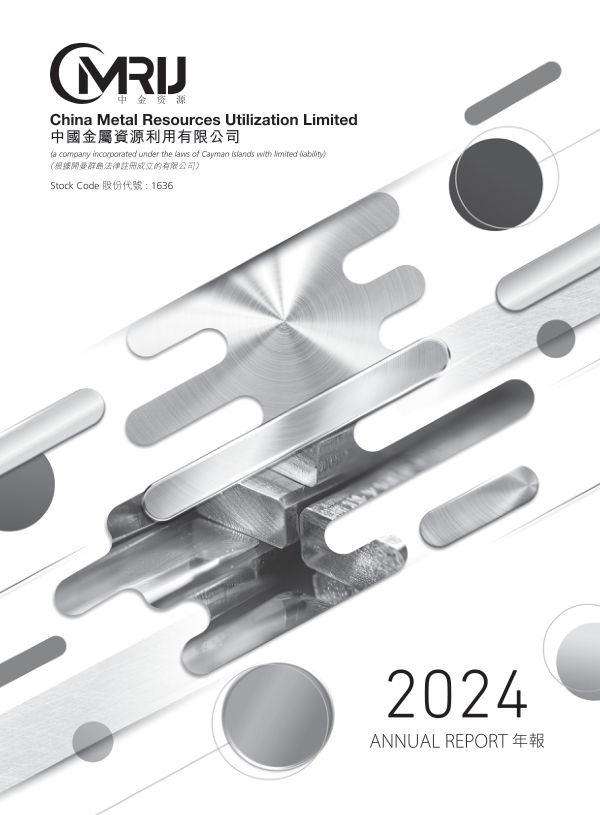 CMRU
中金资源
China Metal Resources Utilization Limited
中國金屬資源利用有限公司
(a company incorporated under the laws of Cayman Islands with limited liability)
（根據開曼群島法律註冊成立的有限公司）
Stock Code 股份代號 : 1636
2024
ANNUAL REPORT 年報